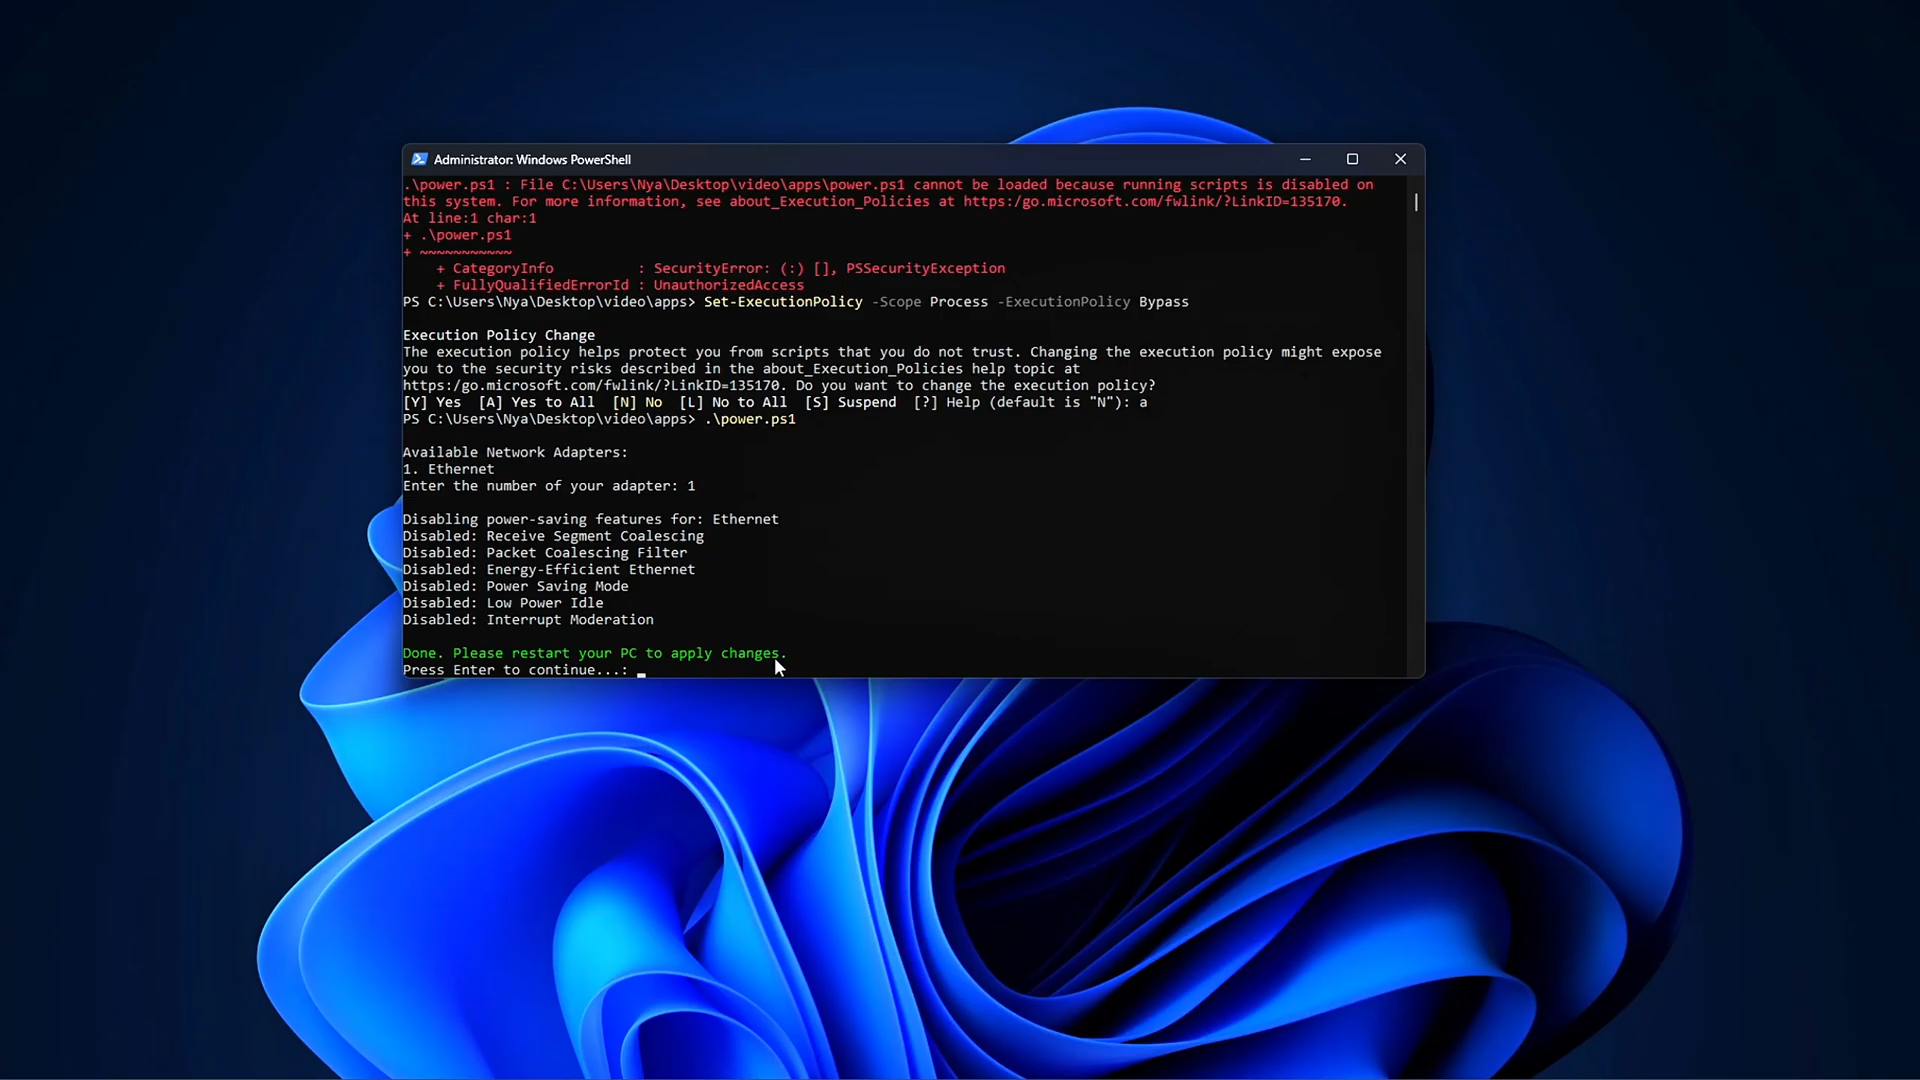 Administrator: Windows PowerShell
.\power.ps1 : File C:\Users\Nya\Desktop\video\apps\power.ps1 cannot be loaded because running scripts is disabled on
this system. For more information, see about_Execution_Policies at https:/go.microsoft.com/fwlink/?LinkID=135170.
At line:1 char:1
+ .\power.ps1
+ ~~~~~~~~~~~
+ CategoryInfo : SecurityError: (:) [], PSSecurityException
+ FullyQualifiedErrorId : UnauthorizedAccess
PS C:\Users\Nya\Desktop\video\apps> Set-ExecutionPolicy -Scope Process -ExecutionPolicy Bypass
Execution Policy Change
The execution policy helps protect you from scripts that you do not trust. Changing the execution policy might expose
you to the security risks described in the about_Execution_Policies help topic at
https:/go.microsoft.com/fwlink/?LinkID=135170. Do you want to change the execution policy?
[Y] Yes [A] Yes to All [N] No [L] No to All [S] Suspend [?] Help (default is "N"): a
PS C:\Users\Nya\Desktop\video\apps> .\power.ps1
Available Network Adapters:
1. Ethernet
Enter the number of your adapter: 1
Disabling power-saving features for: Ethernet
Disabled: Receive Segment Coalescing
Disabled: Packet Coalescing Filter
Disabled: Energy-Efficient Ethernet
Disabled: Power Saving Mode
Disabled: Low Power Idle
Disabled: Interrupt Moderation
Done. Please restart your PC to apply changes.
Press Enter to continue...: